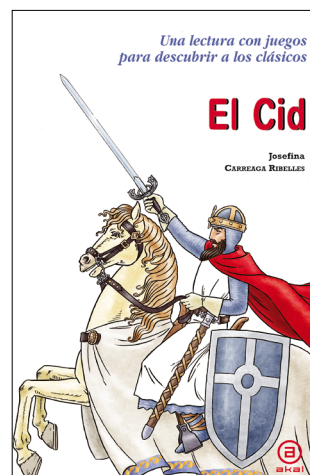 Una lectura con juegos
para descubrir a los clásicos
El Cid
Josefina
CARREAGA RIBELLES
akal